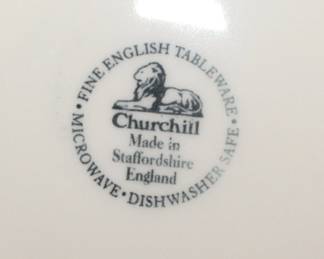 • FINE ENGLISH TABLEWARE •
Churchill
Made in
Staffordshire
England
MICROWAVE • DISHWASHER SAFE